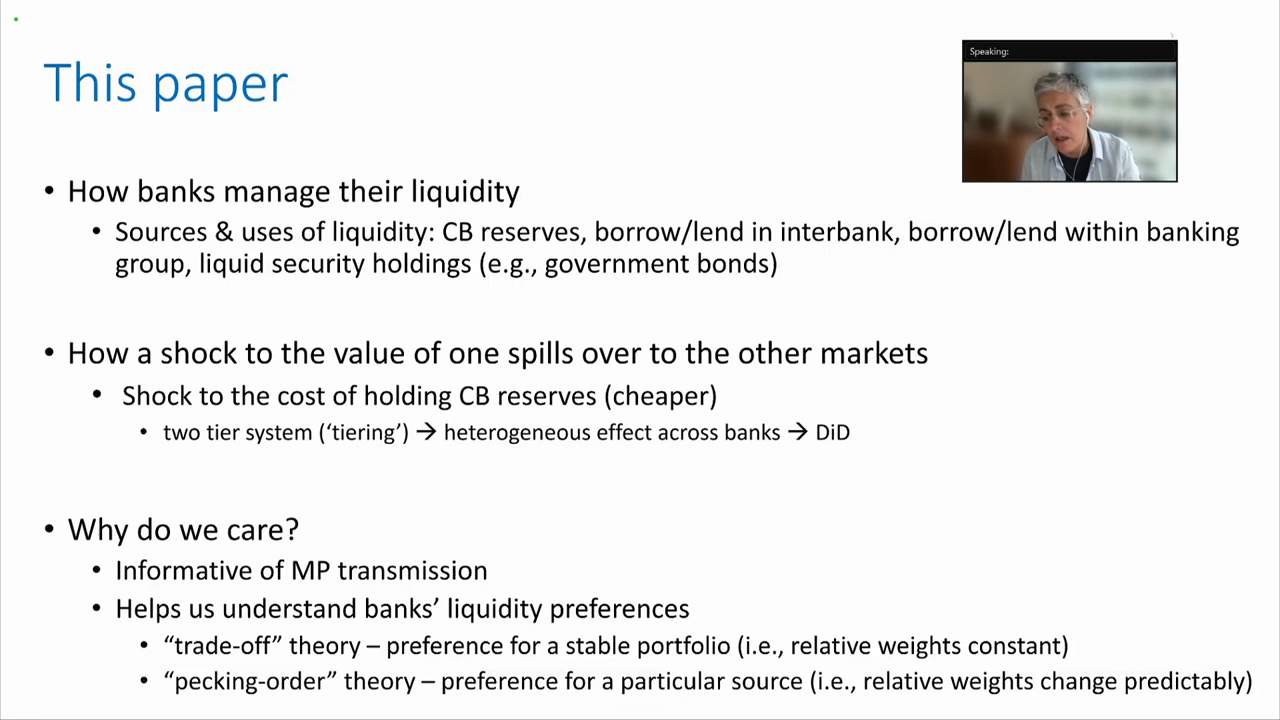 This paper
Speaking:
• How banks manage their liquidity
• Sources & uses of liquidity: CB reserves, borrow/lend in interbank, borrow/lend within banking
group, liquid security holdings (e.g., government bonds)
• How a shock to the value of one spills over to the other markets
• Shock to the cost of holding CB reserves (cheaper)
• two tier system (‘tiering’) → heterogeneous effect across banks → DiD
• Why do we care?
• Informative of MP transmission
• Helps us understand banks’ liquidity preferences
• “trade-off” theory – preference for a stable portfolio (i.e., relative weights constant)
• “pecking-order” theory – preference for a particular source (i.e., relative weights change predictably)